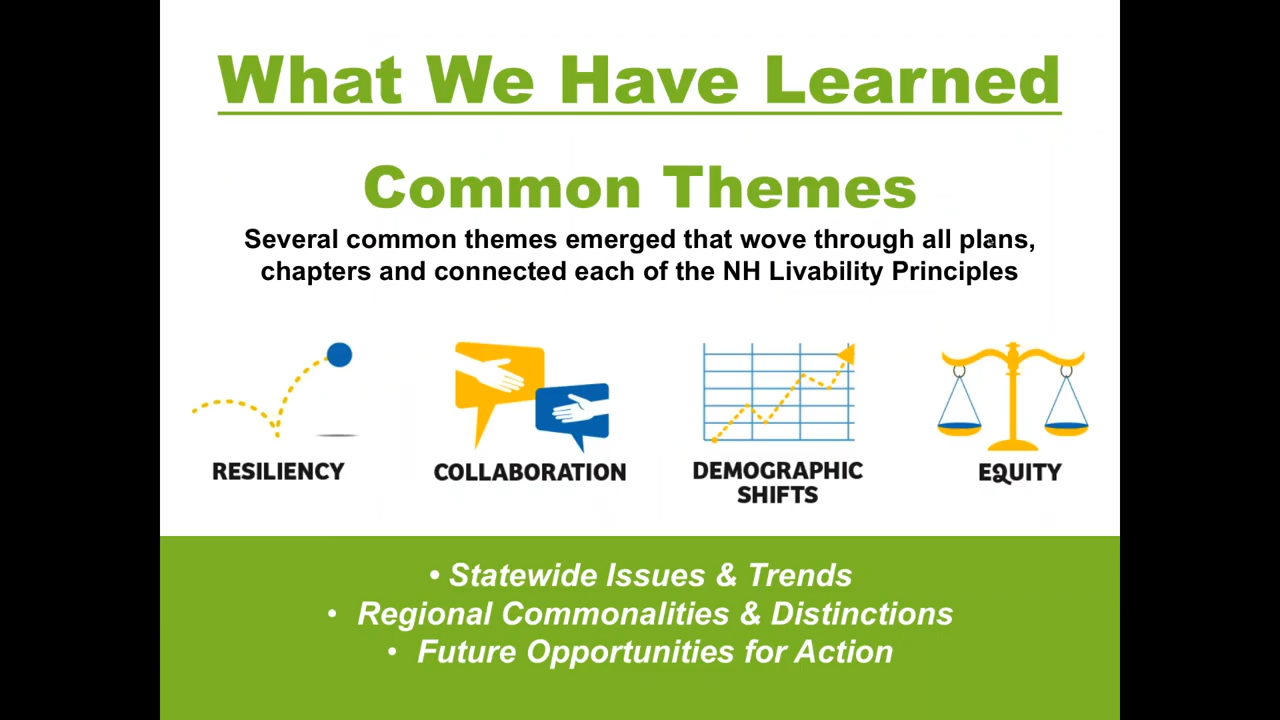 What We Have Learned
Common Themes
Several common themes emerged that wove through all plans,
chapters and connected each of the NH Livability Principles
RESILIENCY
COLLABORATION
DEMOGRAPHIC
SHIFTS
EQUITY
• Statewide Issues & Trends
• Regional Commonalities & Distinctions
• Future Opportunities for Action